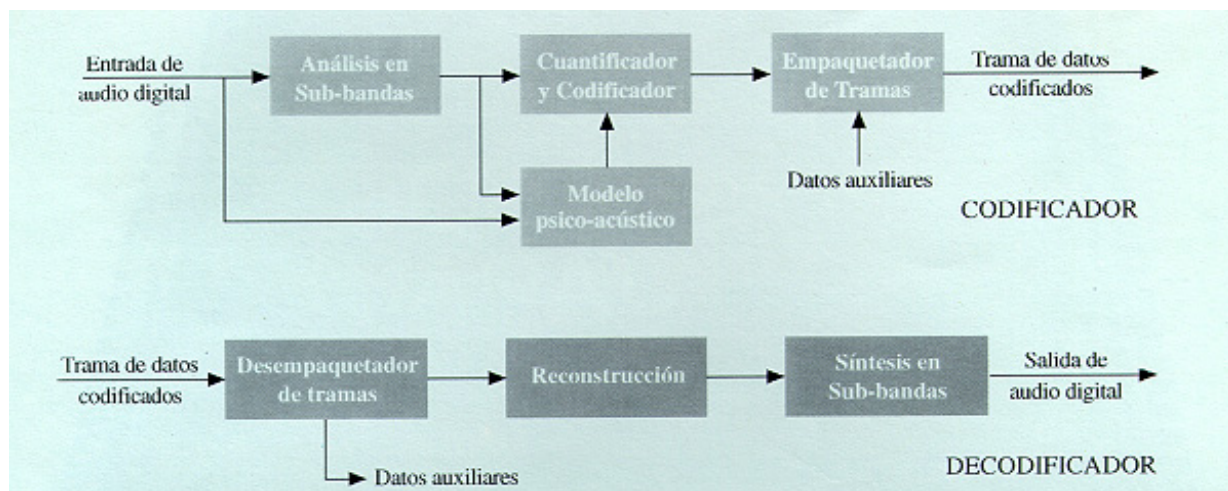 Entrada de
audio digital
Análisis en
Sub-bandas
Cuantificador
y Codificador
Empaquetador
de Tramas
Trama de datos
codificados
Modelo
psico-acústico
Datos auxiliares
CODIFICADOR
Trama de datos
codificados
Desempaquetador
de tramas
Reconstrucción
Síntesis en
Sub-bandas
Salida de
audio digital
Datos auxiliares
DECODIFICADOR